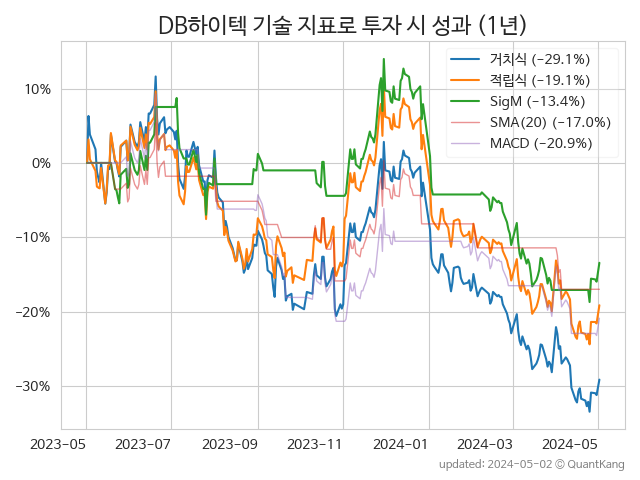 DB하이텍 기술 지표로 투자 시 성과 (1년)
거치식 (−29.1%)
적립식 (−19.1%)
SigM (−13.4%)
SMA(20) (−17.0%)
MACD (−20.9%)
10%
0%
−10%
−20%
−30%
2023-05 2023-07 2023-09 2023-11 2024-01 2024-03 2024-05
updated: 2024-05-02 © QuantKang